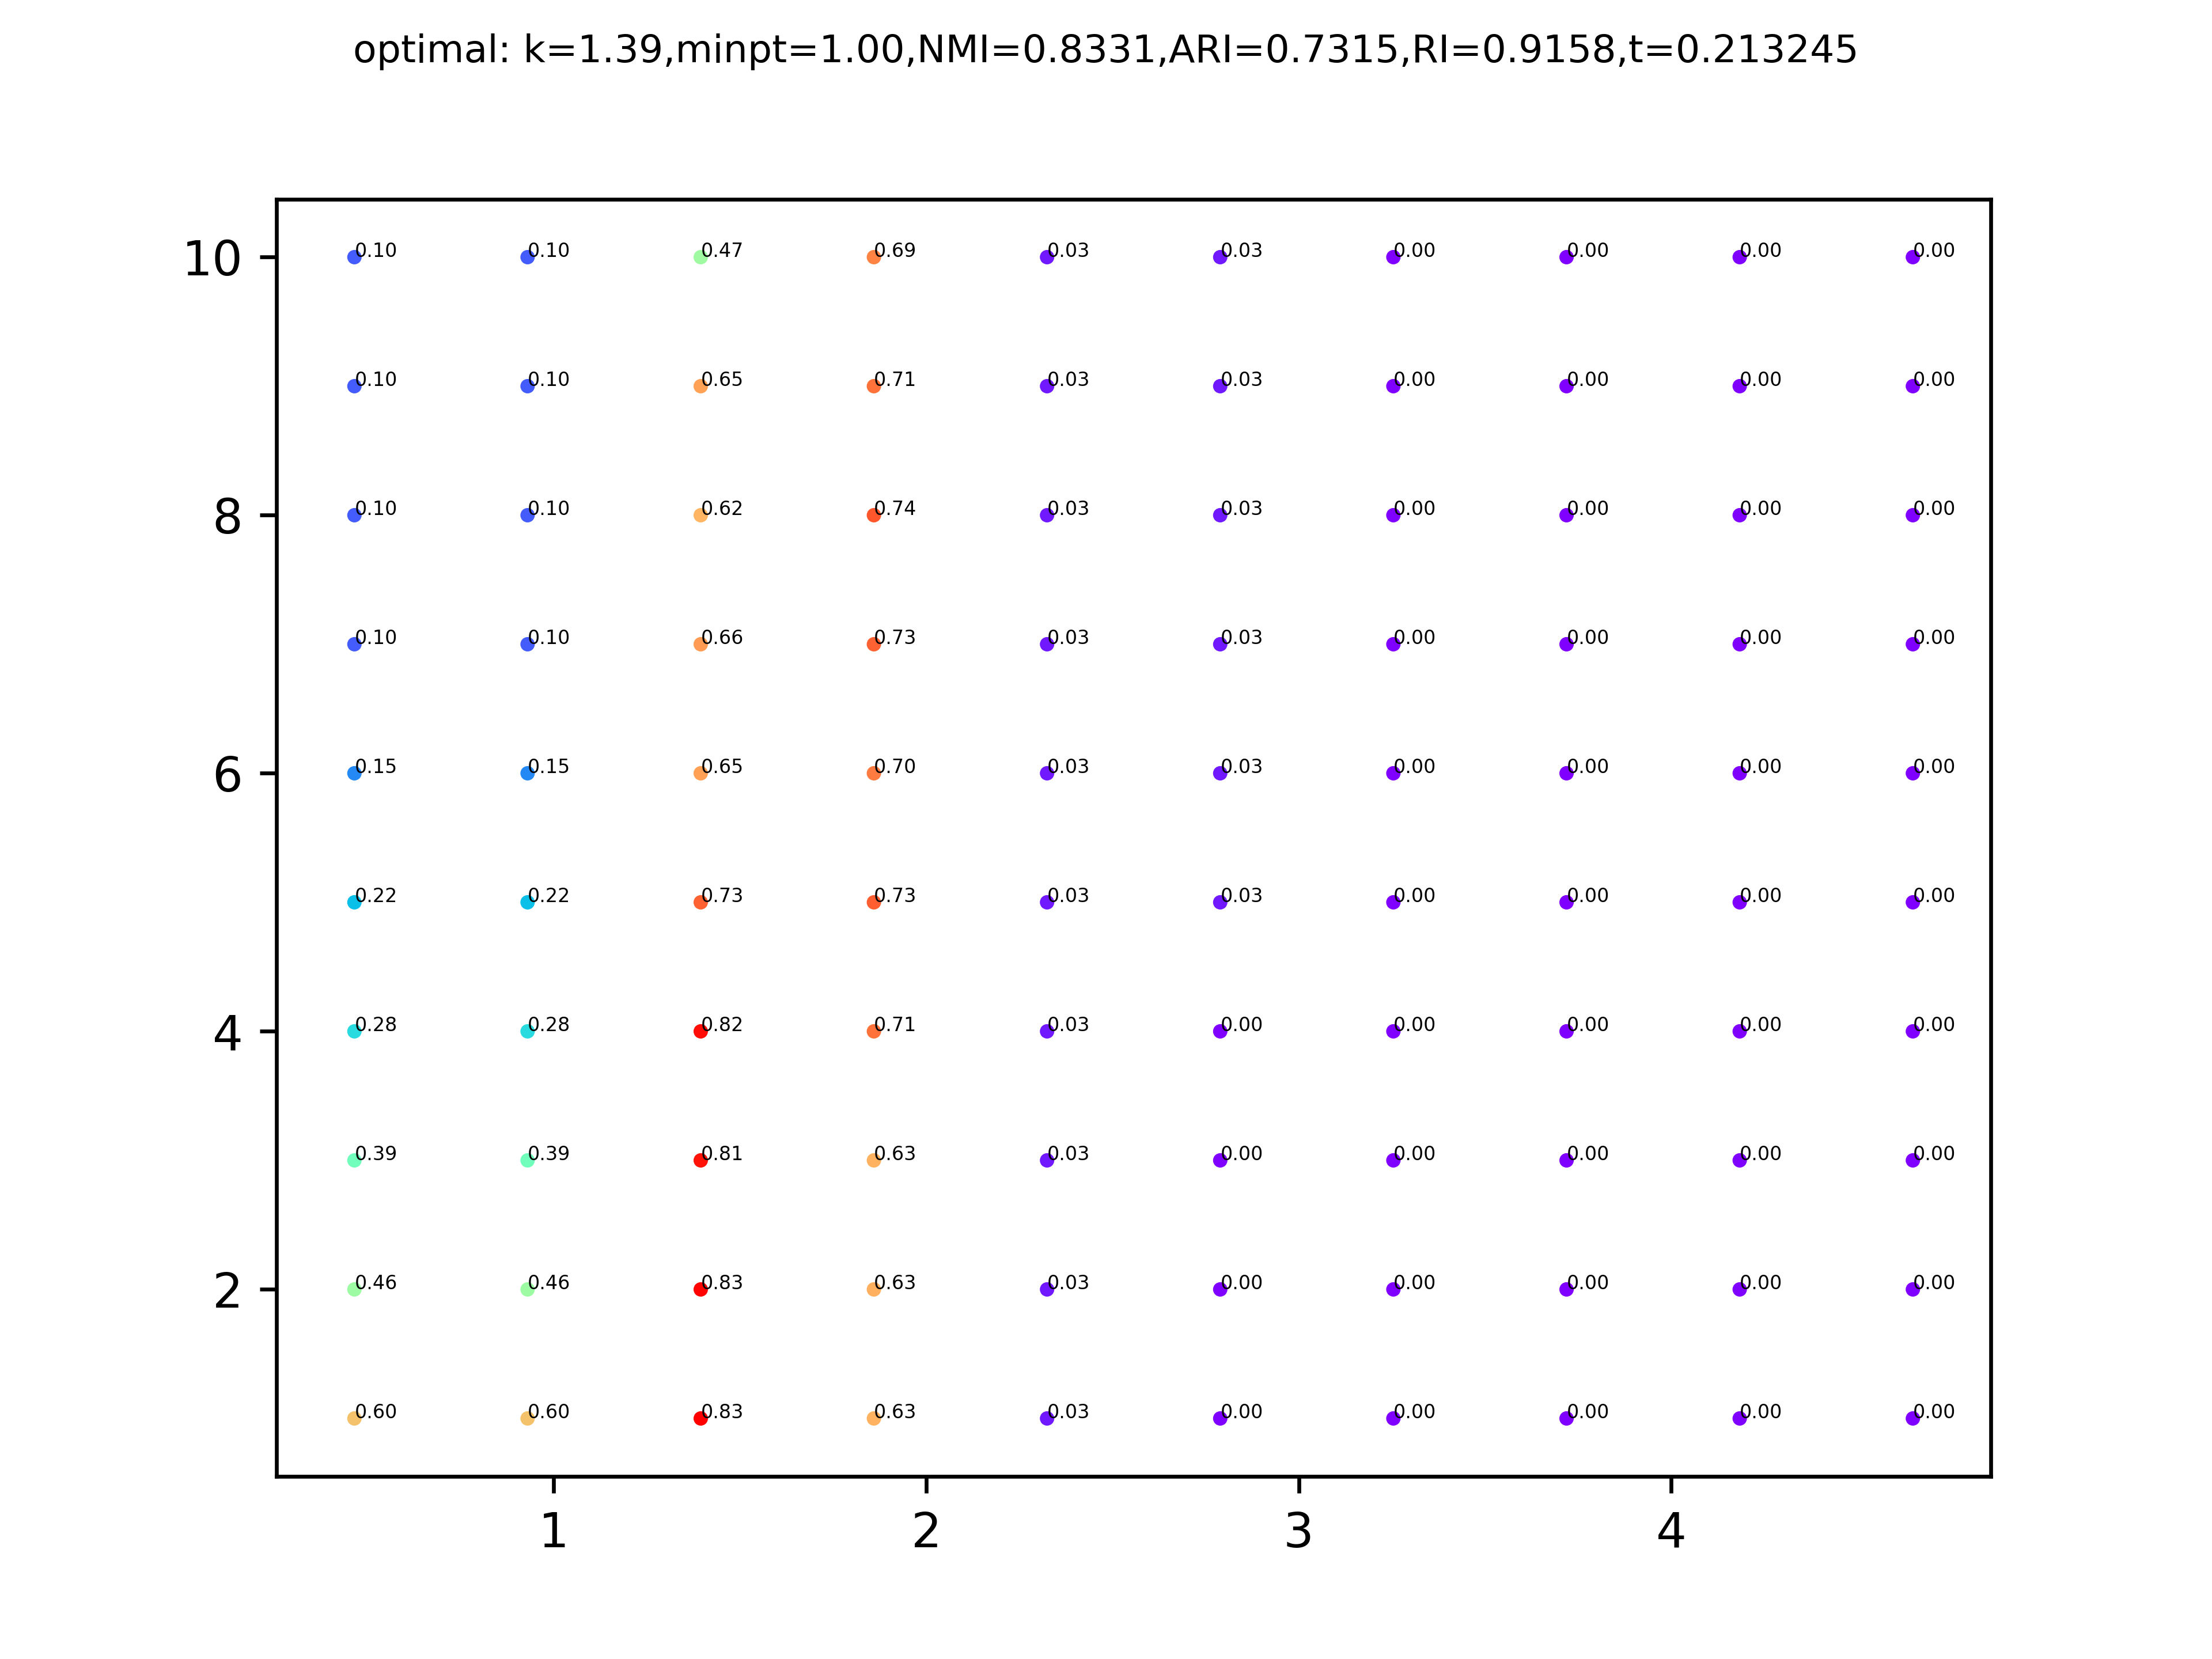 optimal: k=1.39,minpt=1.00,NMI=0.8331,ARI=0.7315,RI=0.9158,t=0.213245
10 0.10 0.10 0.47 0.69 0.03 0.03 0.00 0.00 0.00 0.00
0.10 0.10 0.65 0.71 0.03 0.03 0.00 0.00 0.00 0.00
8 0.10 0.10 0.62 0.74 0.03 0.03 0.00 0.00 0.00 0.00
0.10 0.10 0.66 0.73 0.03 0.03 0.00 0.00 0.00 0.00
6 0.15 0.15 0.65 0.70 0.03 0.03 0.00 0.00 0.00 0.00
0.22 0.22 0.73 0.73 0.03 0.03 0.00 0.00 0.00 0.00
4 0.28 0.28 0.82 0.71 0.03 0.00 0.00 0.00 0.00 0.00
0.39 0.39 0.81 0.63 0.03 0.00 0.00 0.00 0.00 0.00
2 0.46 0.46 0.83 0.63 0.03 0.00 0.00 0.00 0.00 0.00
0.60 0.60 0.83 0.63 0.03 0.00 0.00 0.00 0.00 0.00
1 2 3 4